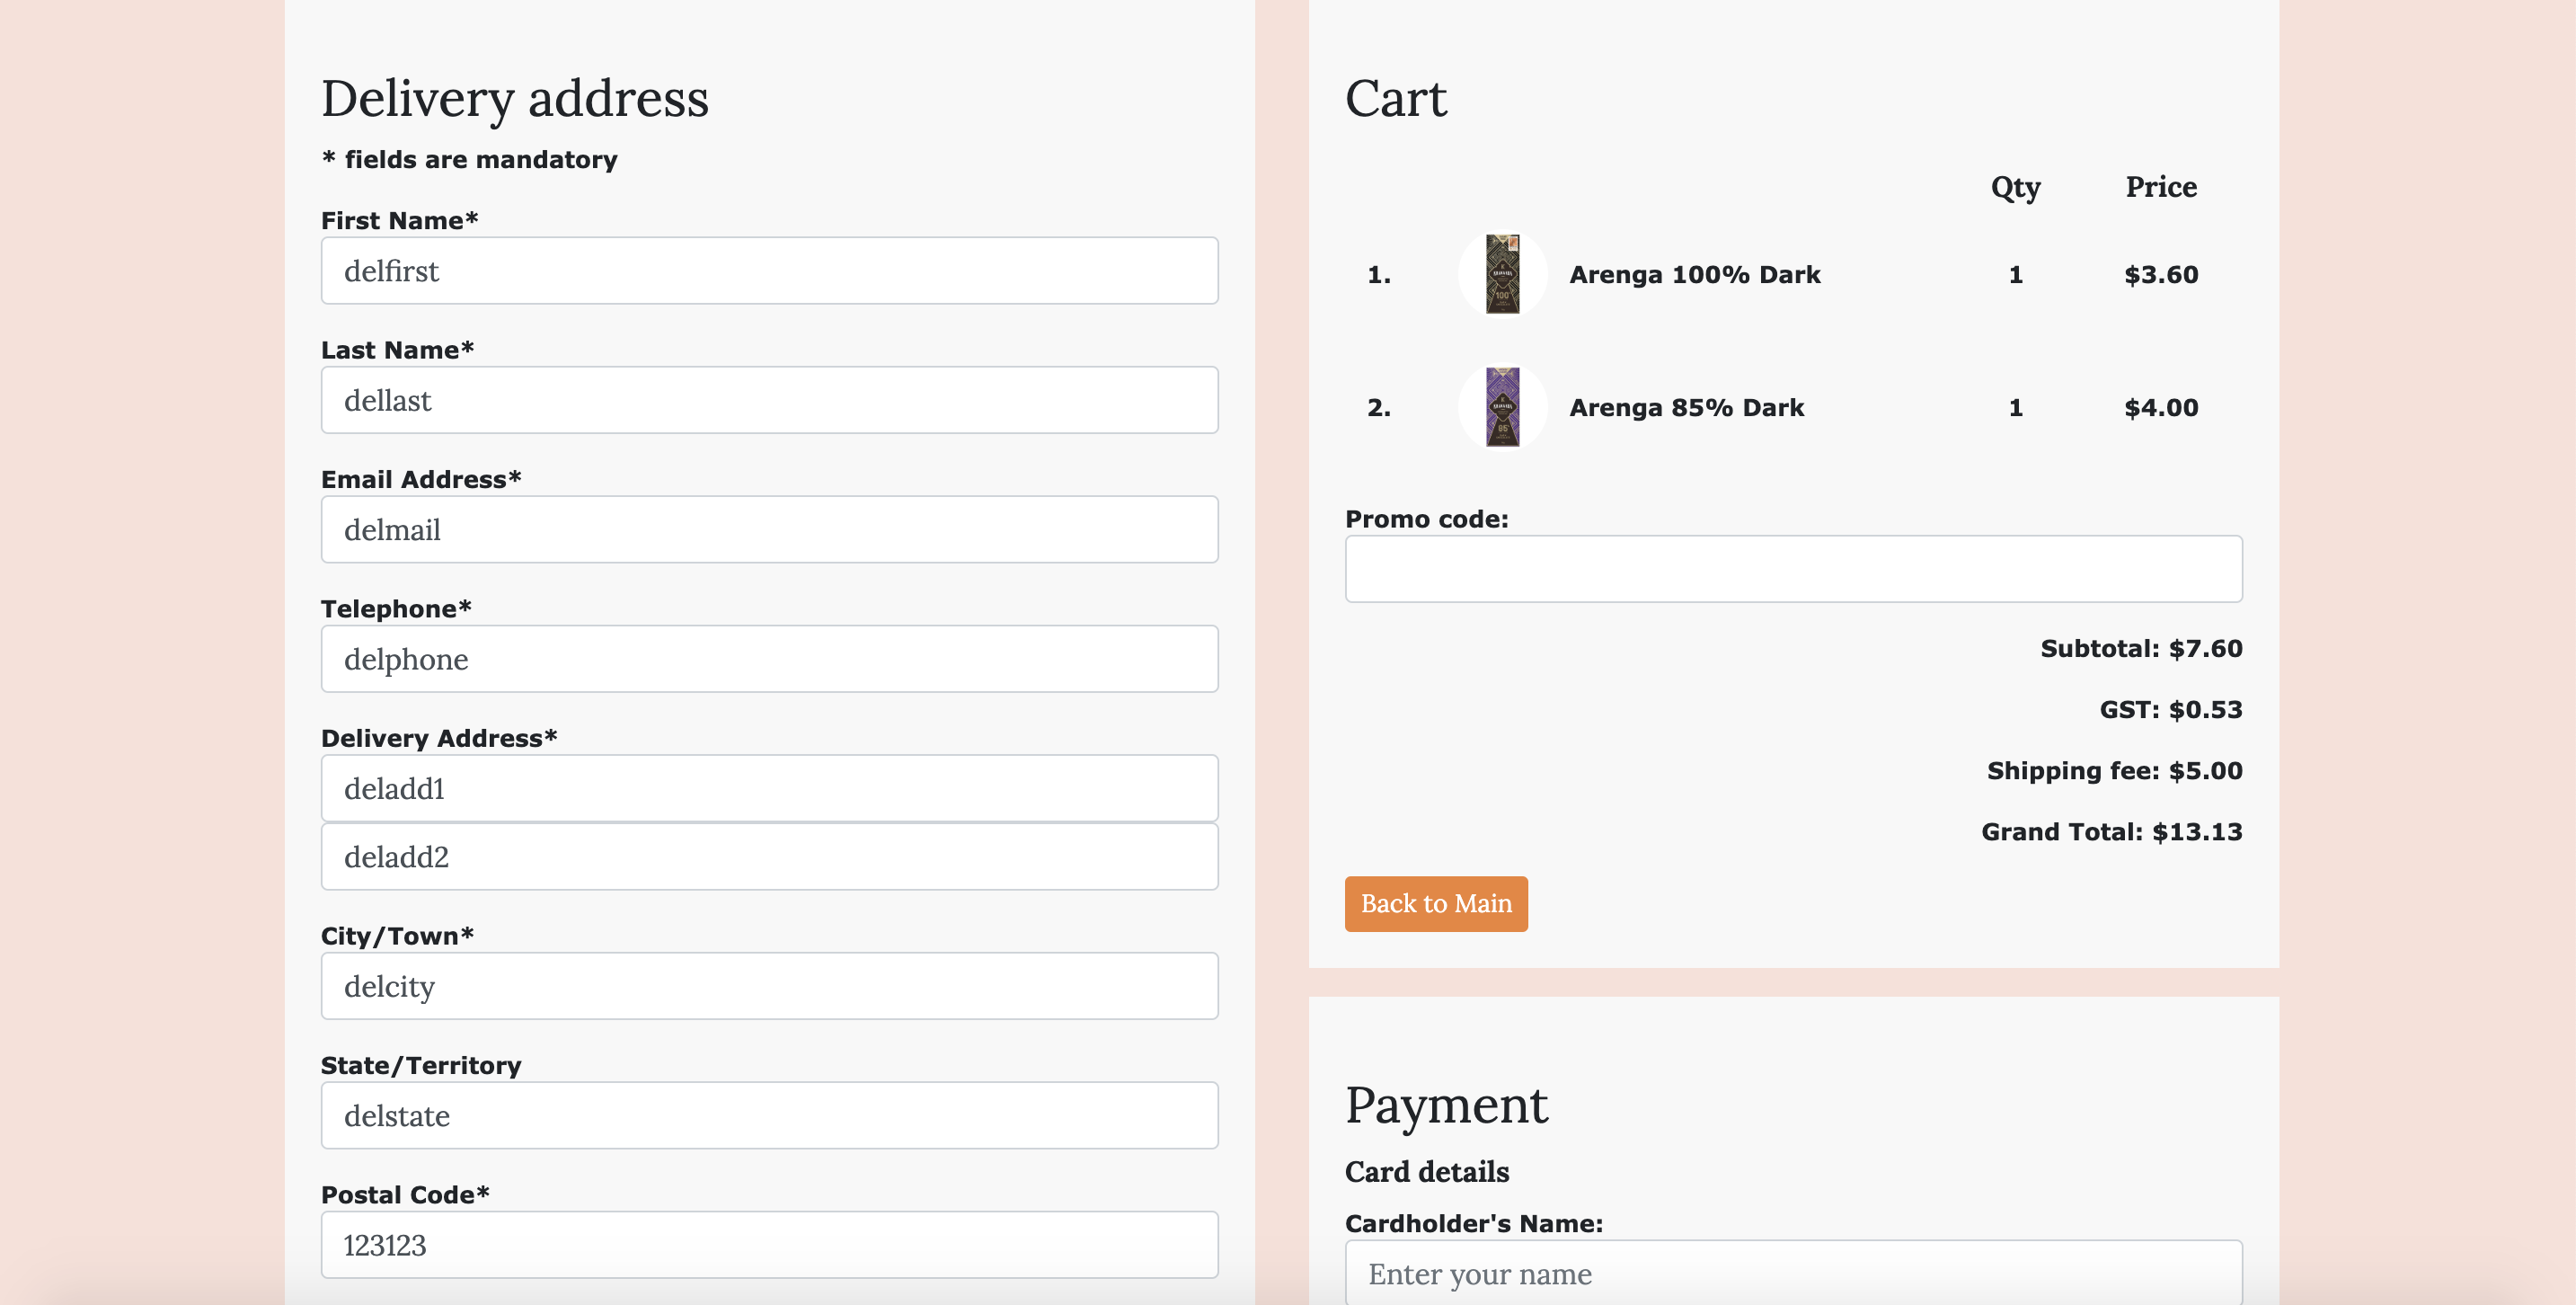 Delivery address
* fields are mandatory
First Name*
delfirst
Last Name*
dellast
Email Address*
delmail
Telephone*
delphone
Delivery Address*
deladd1
deladd2
City/Town*
delcity
State/Territory
delstate
Postal Code*
123123
Cart
Qty Price
1. Arenga 100% Dark 1 $3.60
2. Arenga 85% Dark 1 $4.00
Promo code:
Subtotal: $7.60
GST: $0.53
Shipping fee: $5.00
Grand Total: $13.13
Back to Main
Payment
Card details
Cardholder's Name:
Enter your name